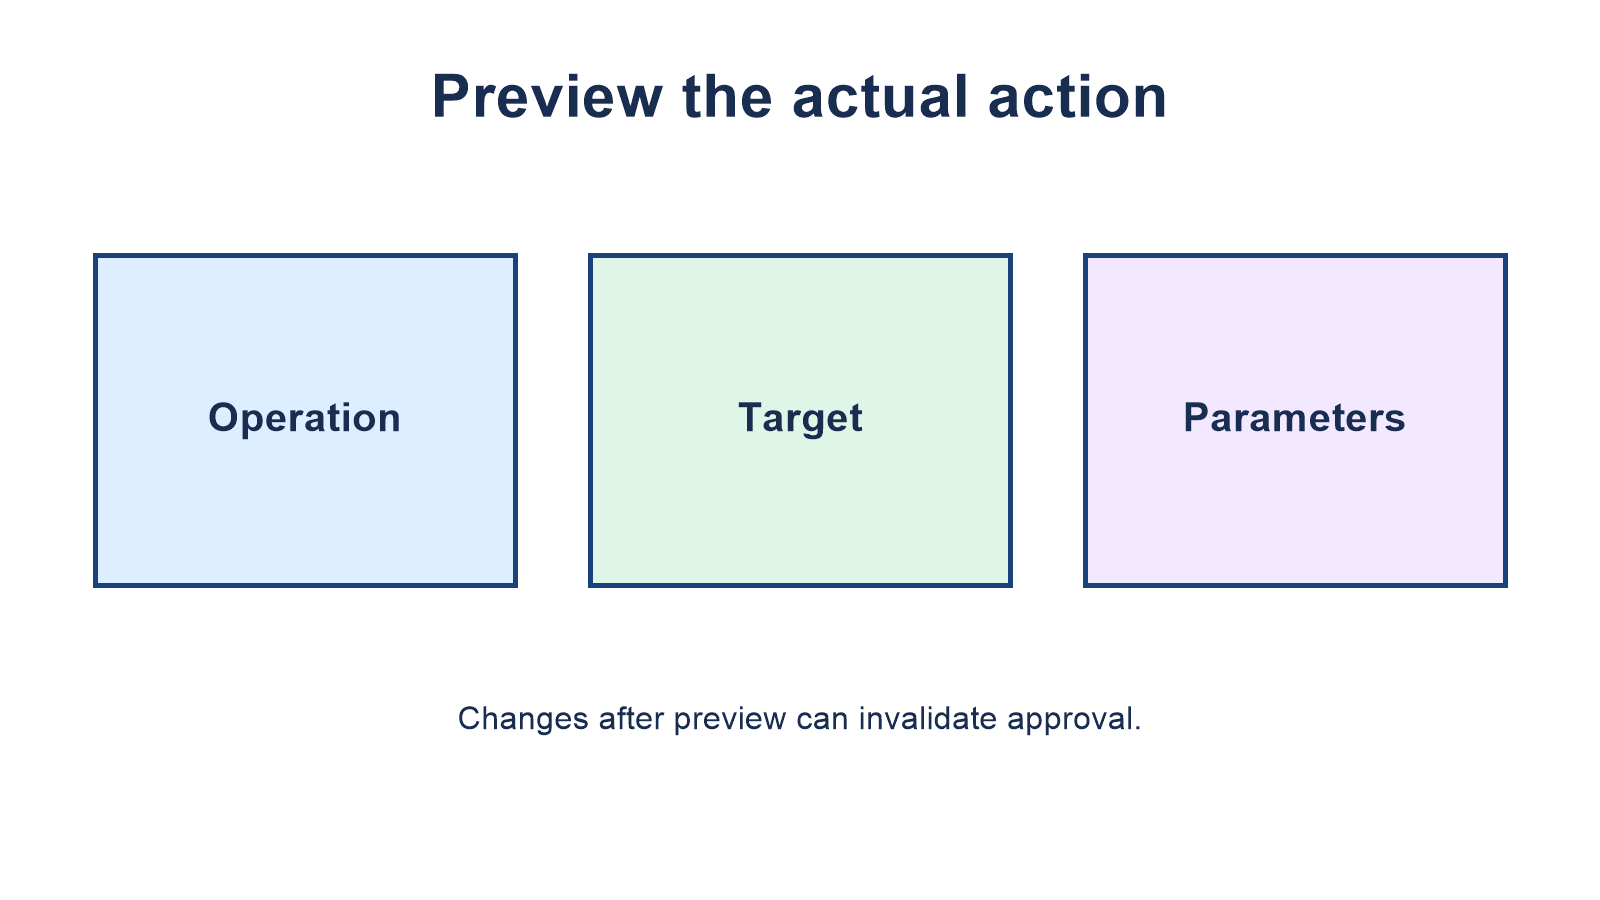 Preview the actual action
Operation
Target
Parameters
Changes after preview can invalidate approval.